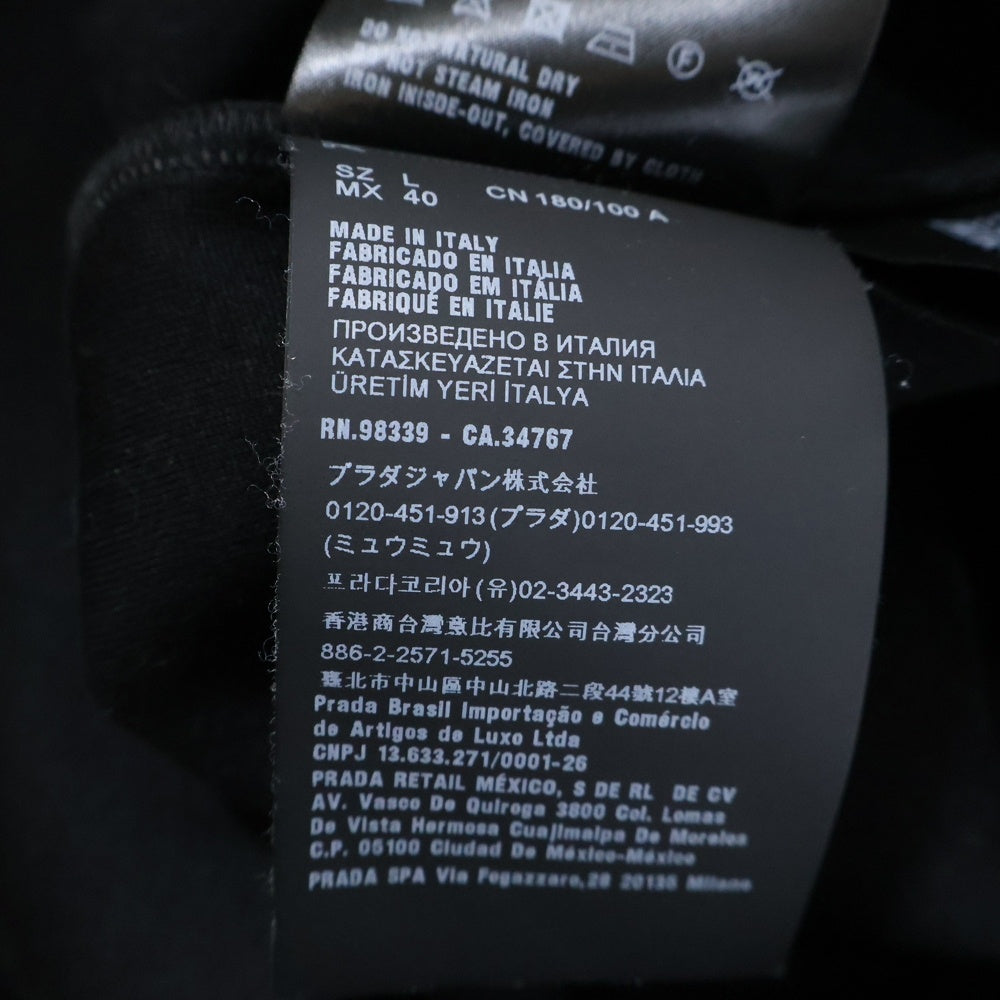 DO NOT NATURAL DRY
DO NOT STEAM IRON
IRON INISDE-OUT, COVERED BY CLOTH
SZ L
MX 40 CN 180/100 A
MADE IN ITALY
FABRICADO EN ITALIA
FABRICADO EM ITÁLIA
FABRIQUÉ EN ITALIE
ПРОИЗВЕДЕНО В ИТАЛИЯ
ΚΑΤΑΣΚΕΥΑΖΕΤΑΙ ΣΤΗΝ ΙΤΑΛΙΑ
ÜRETİM YERİ İTALYA
RN.98339 - CA.34767
プラダジャパン株式会社
0120-451-913(プラダ)0120-451-993
(ミュウミュウ)
프라다코리아(유)02-3443-2323
香港商台灣意比有限公司台灣分公司
886-2-2571-5255
臺北市中山區中山北路二段44號12樓A室
Prada Brasil Importação e Comércio
de Artigos de Luxo Ltda
CNPJ 13.633.271/0001-26
PRADA RETAIL MÉXICO, S DE RL DE CV
AV. Vasco De Quiroga 3800 Col. Lomas
De Vista Hermosa Cuajimalpa De Morelos
C.P. 05100 Ciudad De México-México
PRADA SPA Via Fogazzaro,28 20135 Milano